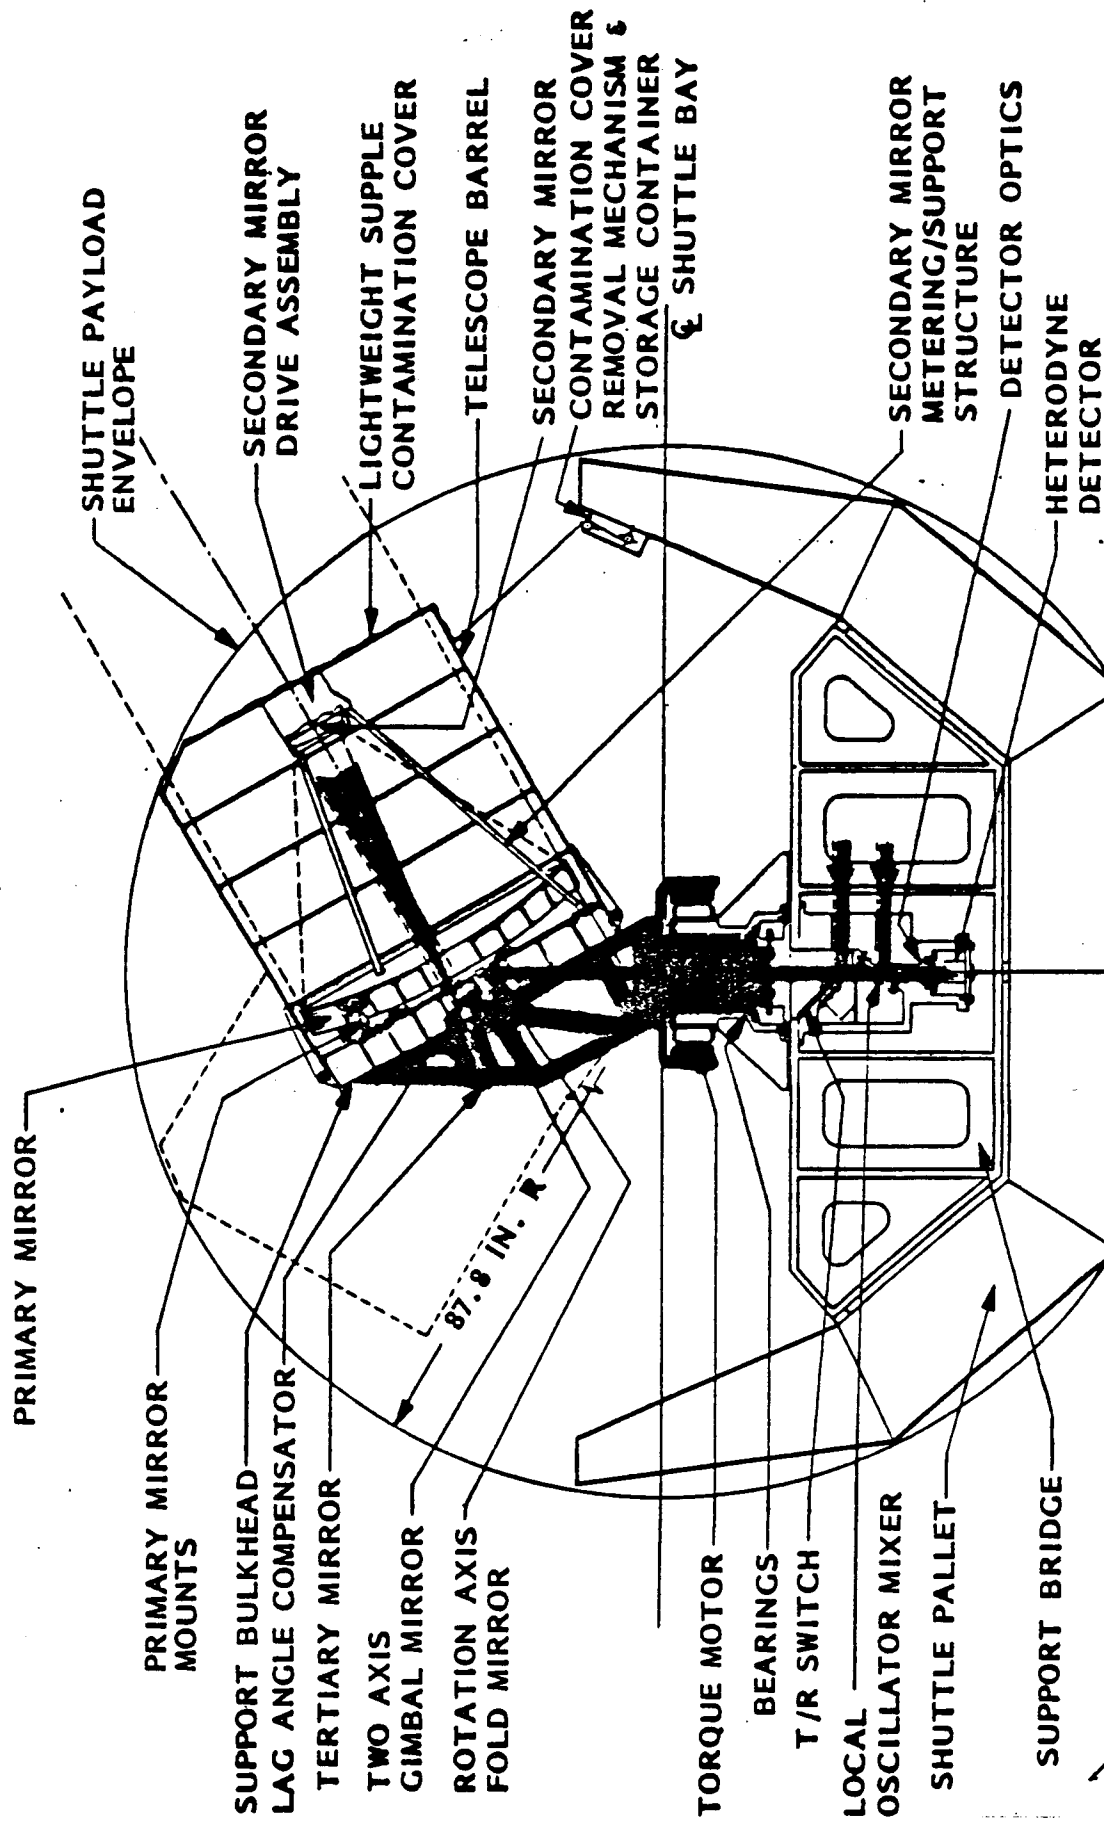 PRIMARY MIRROR
PRIMARY MIRROR
MOUNTS
SUPPORT BULKHEAD
LAG ANGLE COMPENSATOR
TERTIARY MIRROR
TWO AXIS
GIMBAL MIRROR
ROTATION AXIS
FOLD MIRROR
TORQUE MOTOR
BEARINGS
T/R SWITCH
LOCAL
OSCILLATOR MIXER
SHUTTLE PALLET
SUPPORT BRIDGE
87.8 IN. R
SHUTTLE PAYLOAD
ENVELOPE
SECONDARY MIRROR
DRIVE ASSEMBLY
LIGHTWEIGHT SUPPLE
CONTAMINATION COVER
TELESCOPE BARREL
SECONDARY MIRROR
CONTAMINATION COVER
REMOVAL MECHANISM &
STORAGE CONTAINER
℄ SHUTTLE BAY
SECONDARY MIRROR
METERING/SUPPORT
STRUCTURE
DETECTOR OPTICS
HETERODYNE
DETECTOR